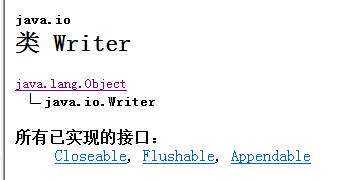 java.io
类 Writer
java.lang.Object
java.io.Writer
所有已实现的接口：
Closeable, Flushable, Appendable